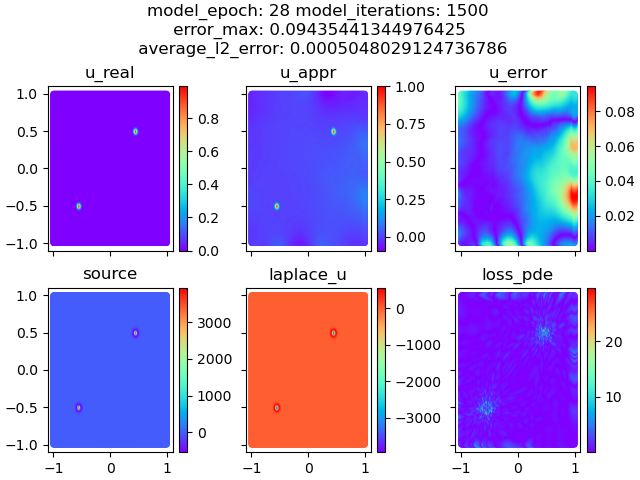 model_epoch: 28 model_iterations: 1500
error_max: 0.09435441344976425
average_l2_error: 0.0005048029124736786
u_real
u_appr
u_error
1.0
0.5
0.0
−0.5
−1.0
0.8
0.6
0.4
0.2
0.0
1.00
0.75
0.50
0.25
0.00
0.08
0.06
0.04
0.02
source
laplace_u
loss_pde
1.0
0.5
0.0
−0.5
−1.0
−1 0 1
3000
2000
1000
0
−1 0 1
0
−1000
−2000
−3000
−1 0 1
20
10